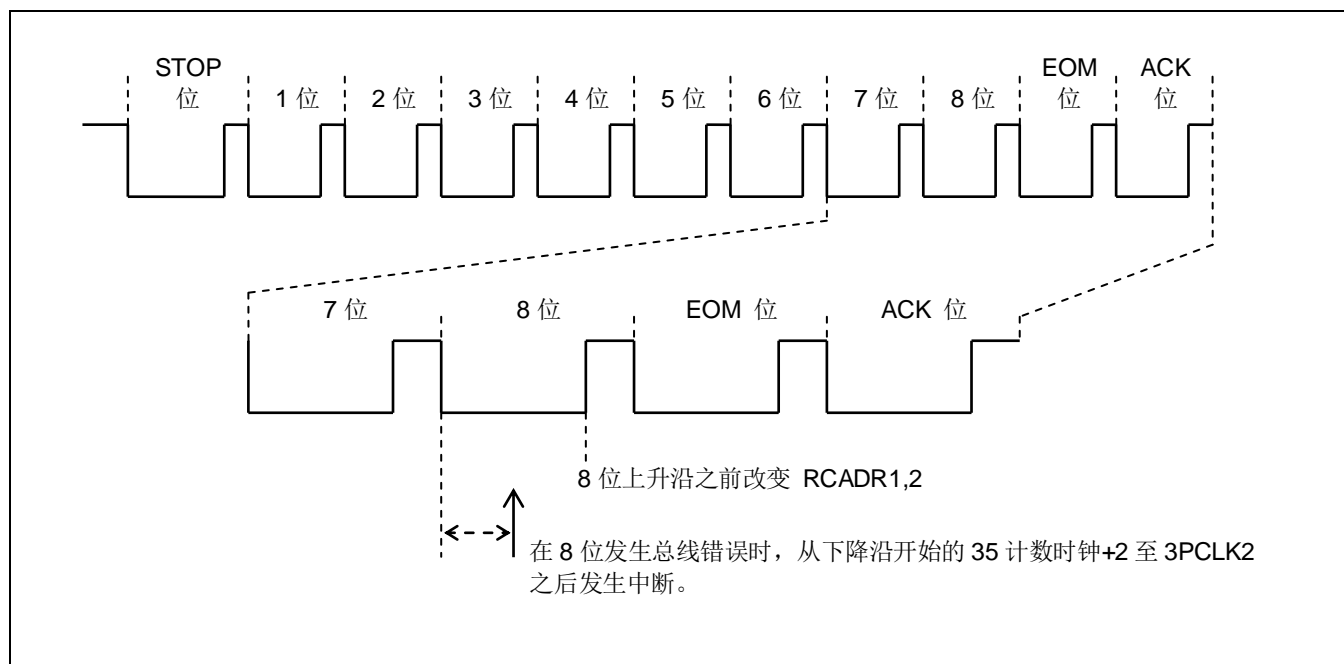 STOP 位 1 位 2 位 3 位 4 位 5 位 6 位 7 位 8 位 EOM 位 ACK 位
7 位 8 位 EOM 位 ACK 位
8 位上升沿之前改变 RCADR1,2
在 8 位发生总线错误时，从下降沿开始的 35 计数时钟+2 至 3PCLK2
之后发生中断。